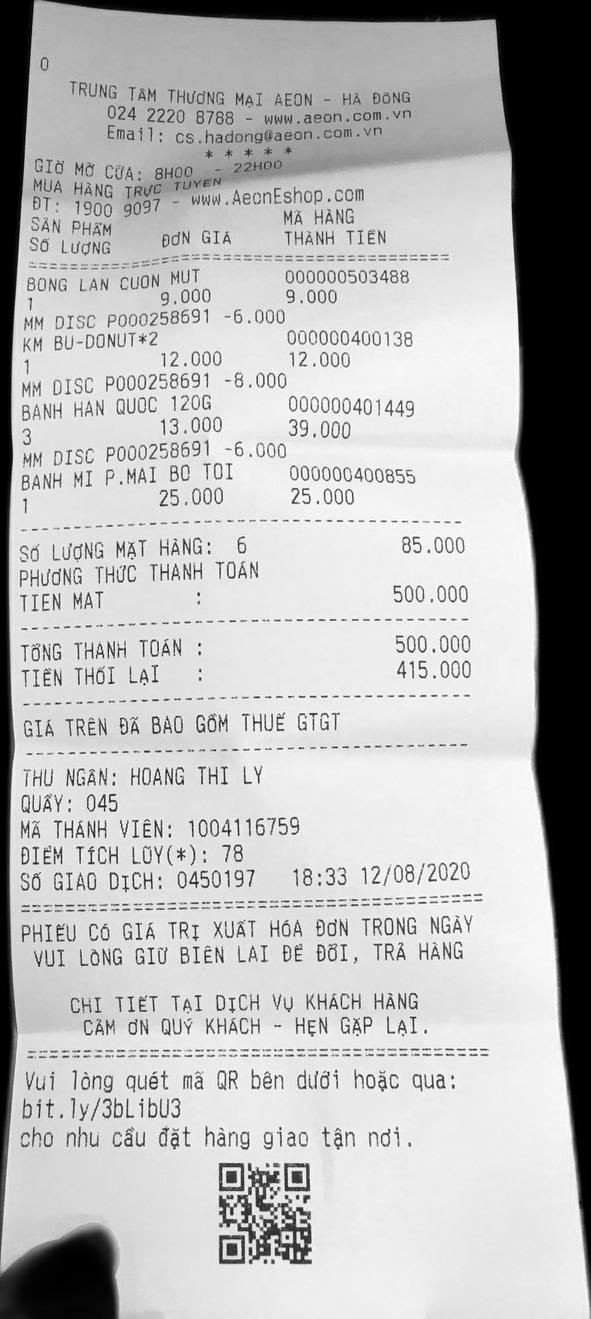 0
TRUNG TÂM THƯƠNG MẠI AEON - HÀ ĐÔNG
024 2220 8788 - www.aeon.com.vn
Email: cs.hadong@aeon.com.vn
* * * * *
GIỜ MỞ CỬA: 8H00 - 22H00
MUA HÀNG TRỰC TUYẾN
ĐT: 1900 9097 - www.AeonEshop.com
SẢN PHẨM MÃ HÀNG
SỐ LƯỢNG ĐƠN GIÁ THÀNH TIỀN
BONG LAN CUON MUT 000000503488
1 9.000 9.000
MM DISC P000258691 -6.000
KM BU-DONUT*2 000000400138
1 12.000 12.000
MM DISC P000258691 -8.000
BANH HAN QUOC 120G 000000401449
3 13.000 39.000
MM DISC P000258691 -6.000
BANH MI P.MAI BO TOI 000000400855
1 25.000 25.000
SỐ LƯỢNG MẶT HÀNG: 6 85.000
PHƯƠNG THỨC THANH TOÁN
TIEN MAT : 500.000
TỔNG THANH TOÁN : 500.000
TIỀN THỐI LẠI : 415.000
GIÁ TRÊN ĐÃ BAO GỒM THUẾ GTGT
THU NGÂN: HOANG THI LY
QUẦY: 045
MÃ THÀNH VIÊN: 1004116759
ĐIỂM TÍCH LŨY(*): 78
SỐ GIAO DỊCH: 0450197 18:33 12/08/2020
PHIẾU CÓ GIÁ TRỊ XUẤT HÓA ĐƠN TRONG NGÀY
VUI LÒNG GIỮ BIÊN LAI ĐỂ ĐỔI, TRẢ HÀNG
CHI TIẾT TẠI DỊCH VỤ KHÁCH HÀNG
CẢM ƠN QUÝ KHÁCH - HẸN GẶP LẠI.
Vui lòng quét mã QR bên dưới hoặc qua:
bit.ly/3bLibU3
cho nhu cầu đặt hàng giao tận nơi.